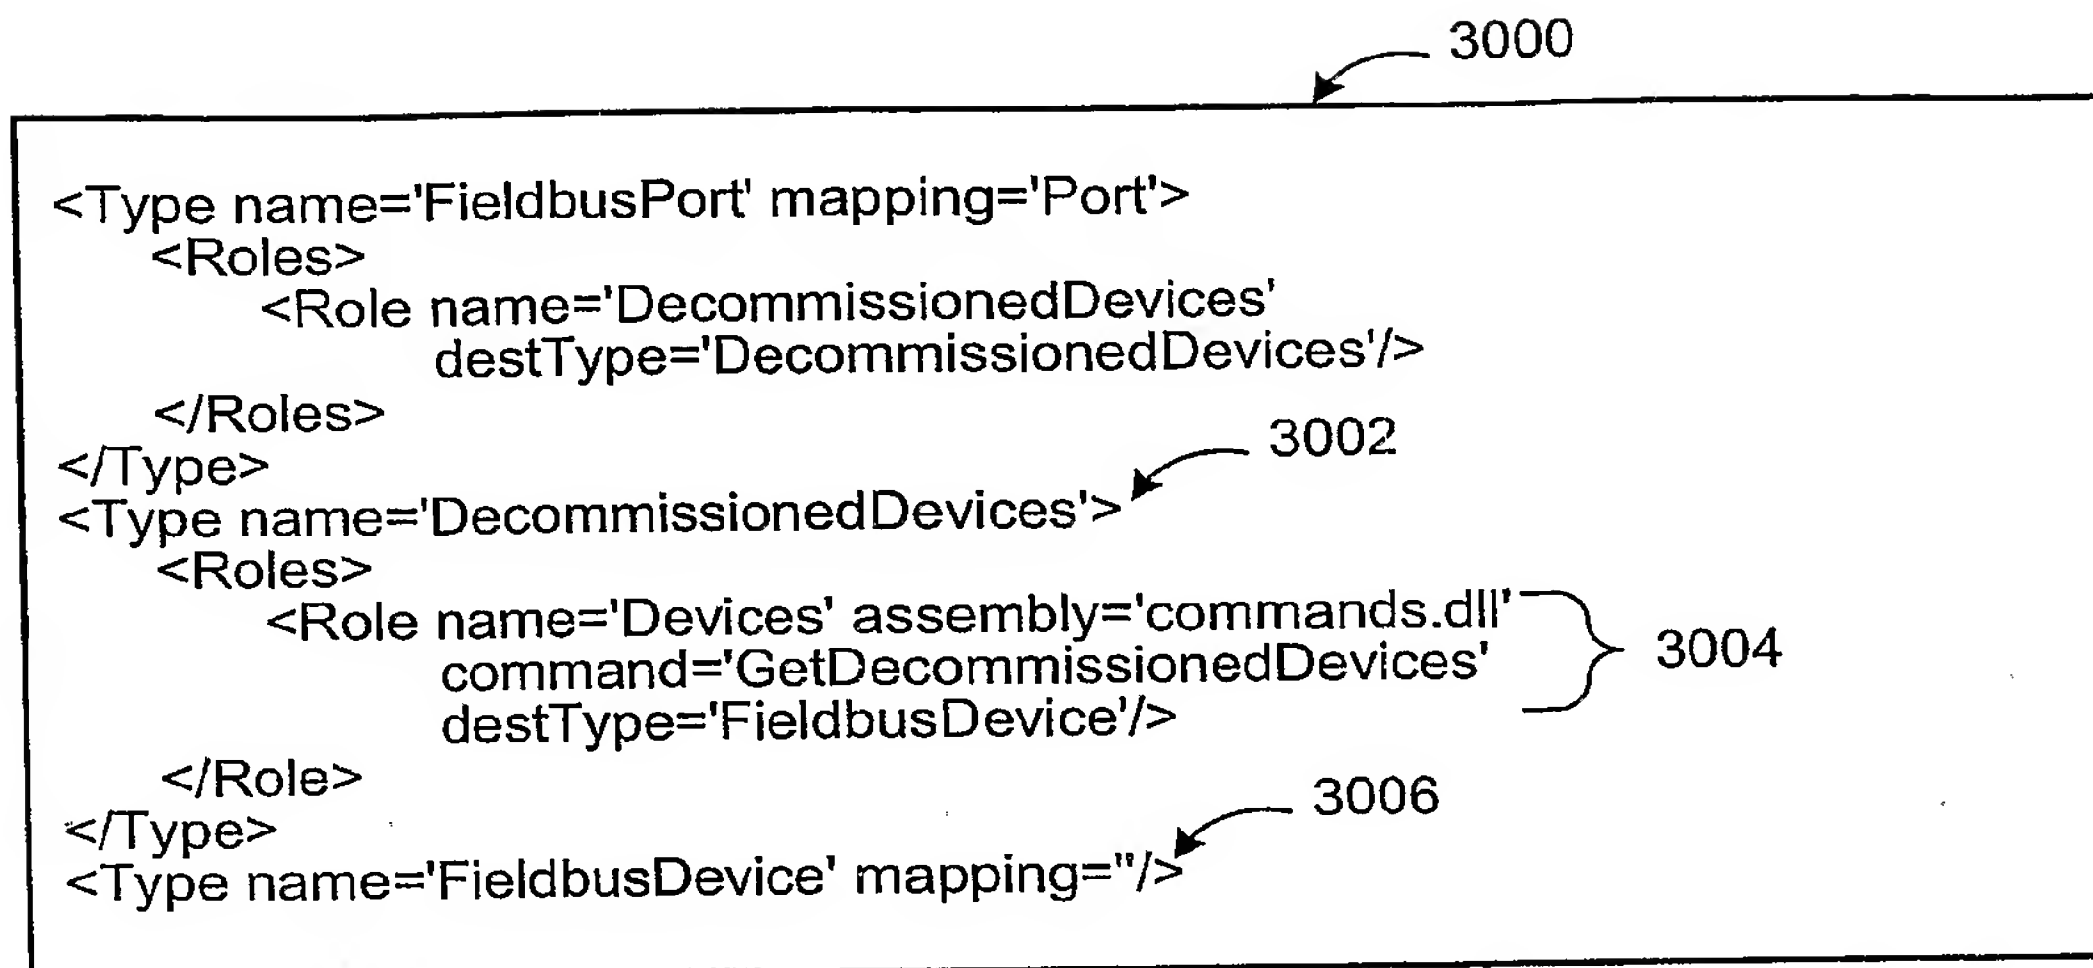 3000
<Type name='FieldbusPort' mapping='Port'>
<Roles>
<Role name='DecommissionedDevices'
destType='DecommissionedDevices'/>
</Roles>
</Type>
3002
<Type name='DecommissionedDevices'>
<Roles>
<Role name='Devices' assembly='commands.dll'
command='GetDecommissionedDevices'
3004
destType='FieldbusDevice'/>
</Role>
</Type>
3006
<Type name='FieldbusDevice' mapping=''/>